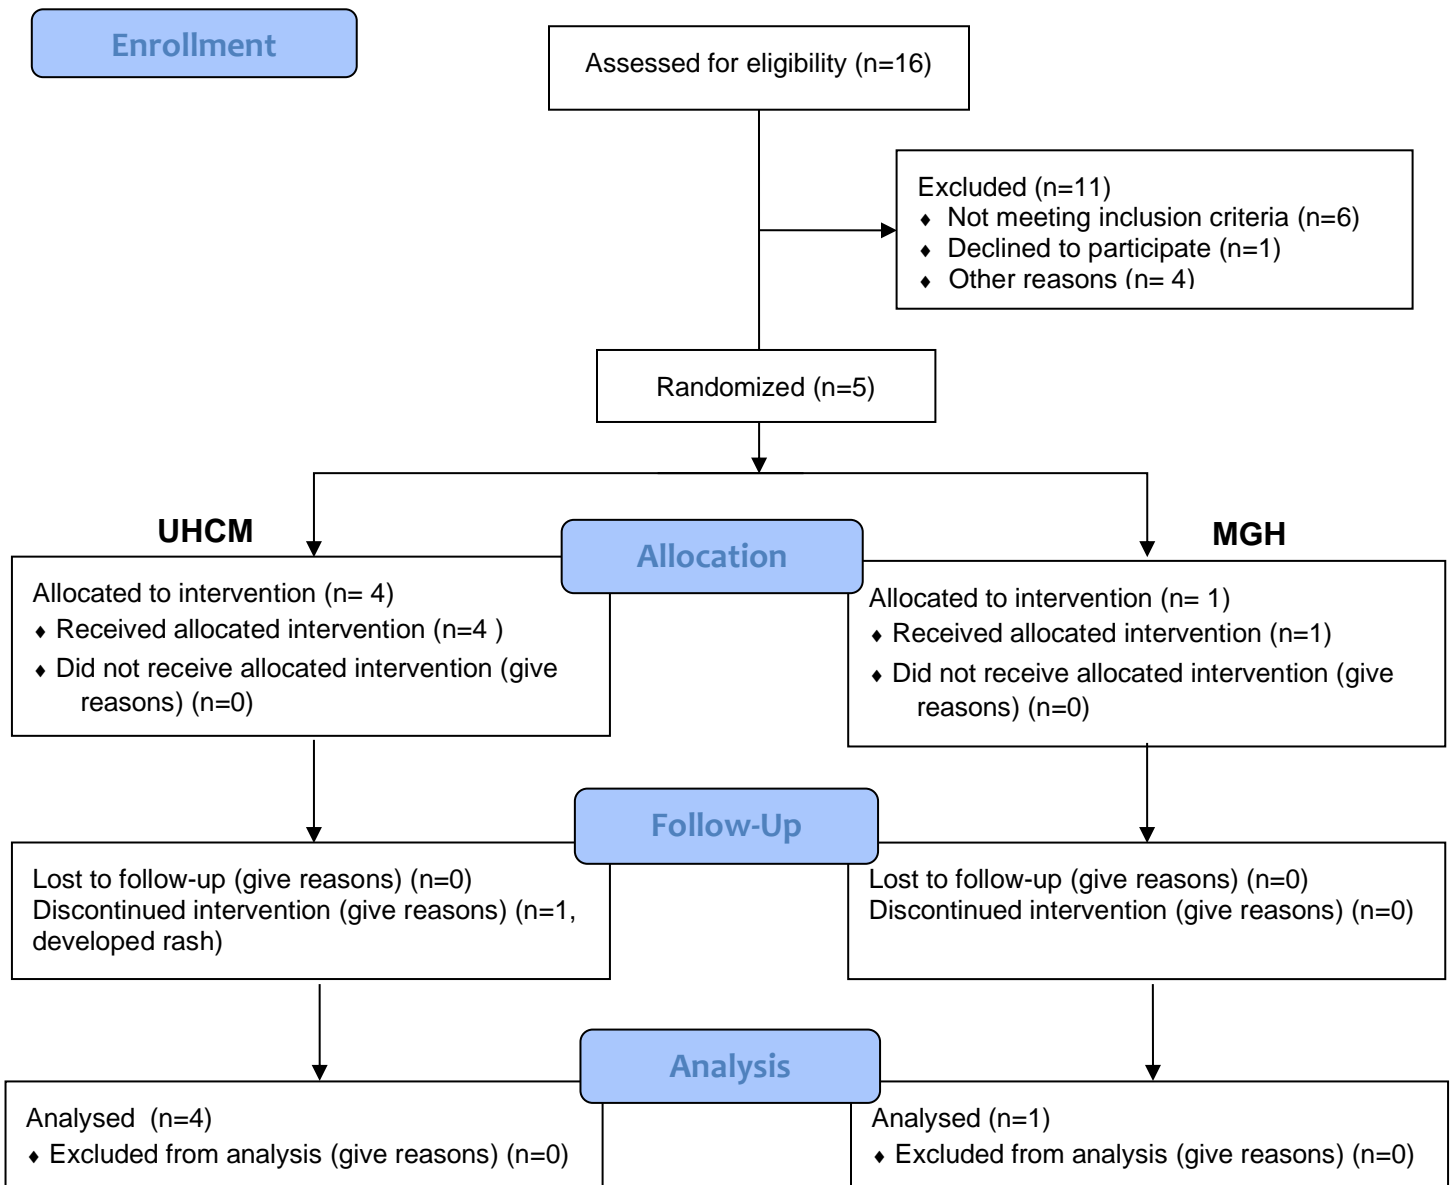 Enrollment
Assessed for eligibility (n=16)
Excluded (n=11)
♦ Not meeting inclusion criteria (n=6)
♦ Declined to participate (n=1)
♦ Other reasons (n= 4)
Randomized (n=5)
UHCM
MGH
Allocation
Allocated to intervention (n= 4)
♦ Received allocated intervention (n=4 )
♦ Did not receive allocated intervention (give
reasons) (n=0)
Allocated to intervention (n= 1)
♦ Received allocated intervention (n=1)
♦ Did not receive allocated intervention (give
reasons) (n=0)
Follow-Up
Lost to follow-up (give reasons) (n=0)
Discontinued intervention (give reasons) (n=1,
developed rash)
Lost to follow-up (give reasons) (n=0)
Discontinued intervention (give reasons) (n=0)
Analysis
Analysed  (n=4)
♦ Excluded from analysis (give reasons) (n=0)
Analysed (n=1)
♦ Excluded from analysis (give reasons) (n=0)